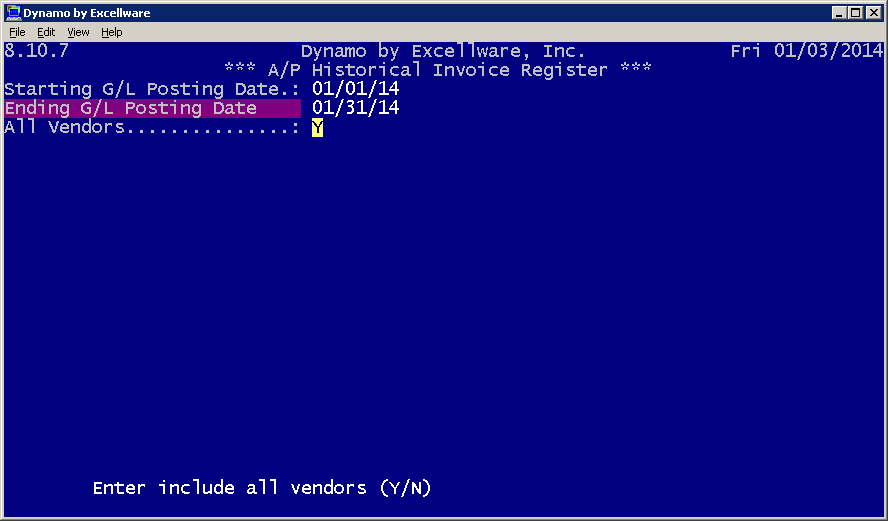 Dynamo by Excellware
File Edit View Help
8.10.7 Dynamo by Excellware, Inc. Fri 01/03/2014
*** A/P Historical Invoice Register ***
Starting G/L Posting Date.: 01/01/14
Ending G/L Posting Date 01/31/14
All Vendors...............: Y
Enter include all vendors (Y/N)